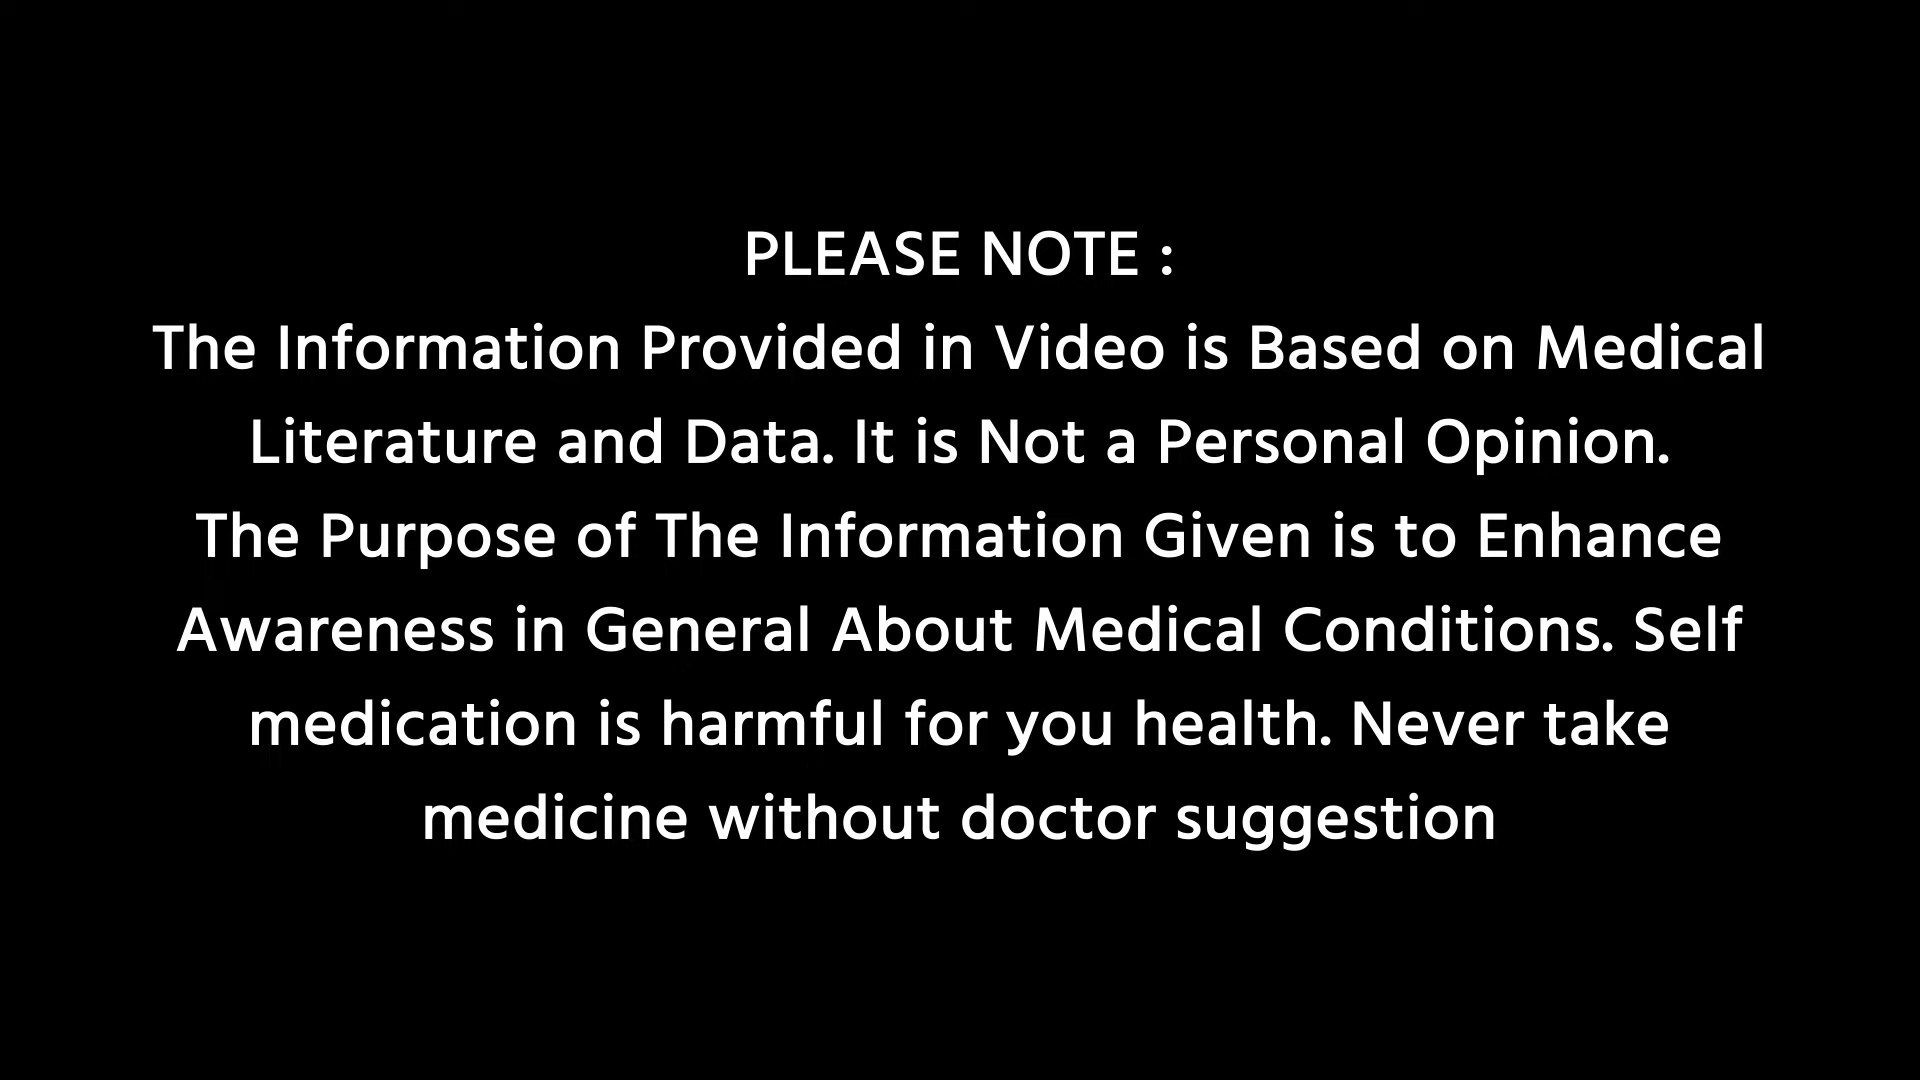 PLEASE NOTE :
The Information Provided in Video is Based on Medical
Literature and Data. It is Not a Personal Opinion.
The Purpose of The Information Given is to Enhance
Awareness in General About Medical Conditions. Self
medication is harmful for you health. Never take
medicine without doctor suggestion